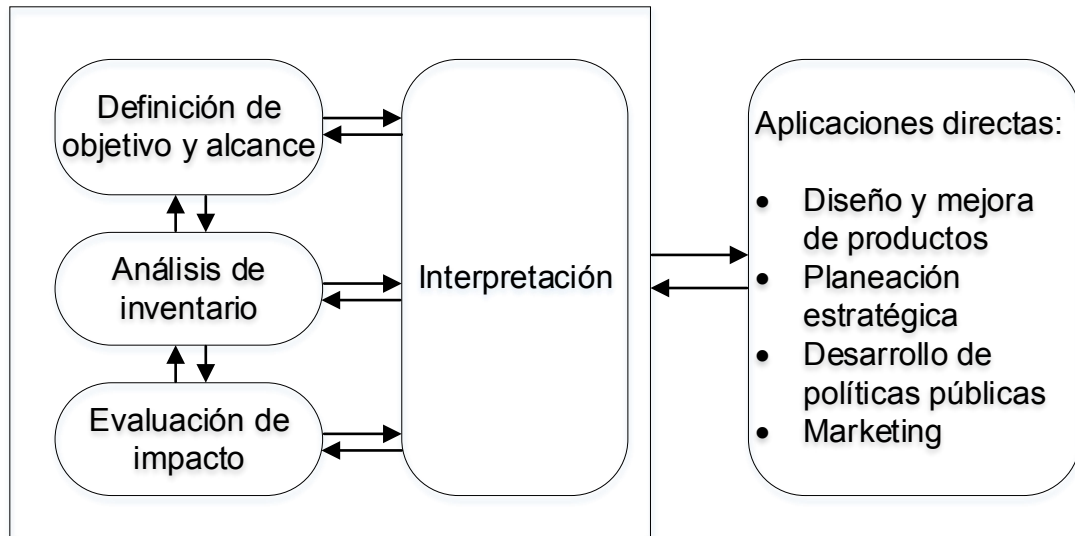 Definición de
objetivo y alcance
Análisis de
inventario
Evaluación de
impacto
Interpretación
Aplicaciones directas:
• Diseño y mejora
de productos
• Planeación
estratégica
• Desarrollo de
políticas públicas
• Marketing